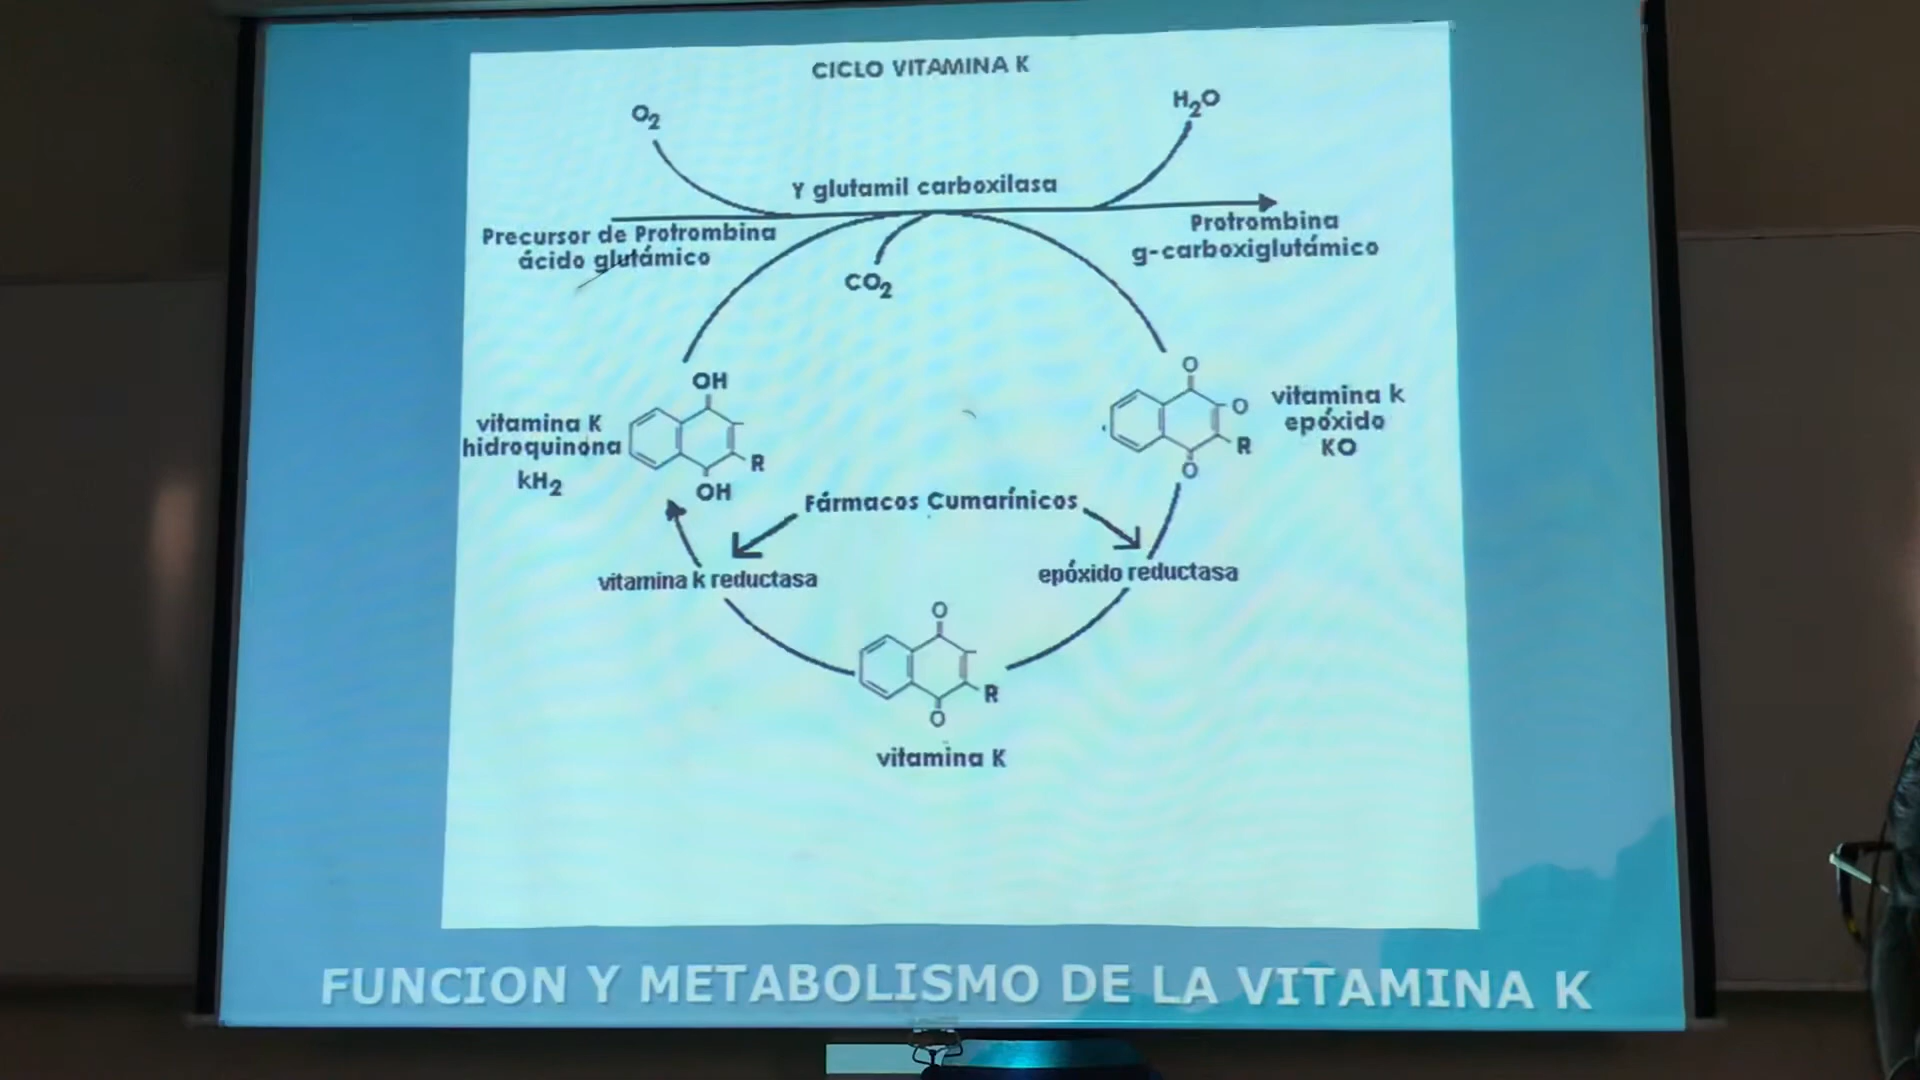 CICLO VITAMINA K
O2
H2O
Y glutamil carboxilasa
Precursor de Protrombina
ácido glutámico
Protrombina
g-carboxiglutámico
CO2
OH
vitamina K
hidroquinona
kH2
R
OH
O
O
R
O
vitamina k
epóxido
KO
Fármacos Cumarínicos
vitamina k reductasa
epóxido reductasa
O
R
O
vitamina K
FUNCION Y METABOLISMO DE LA VITAMINA K